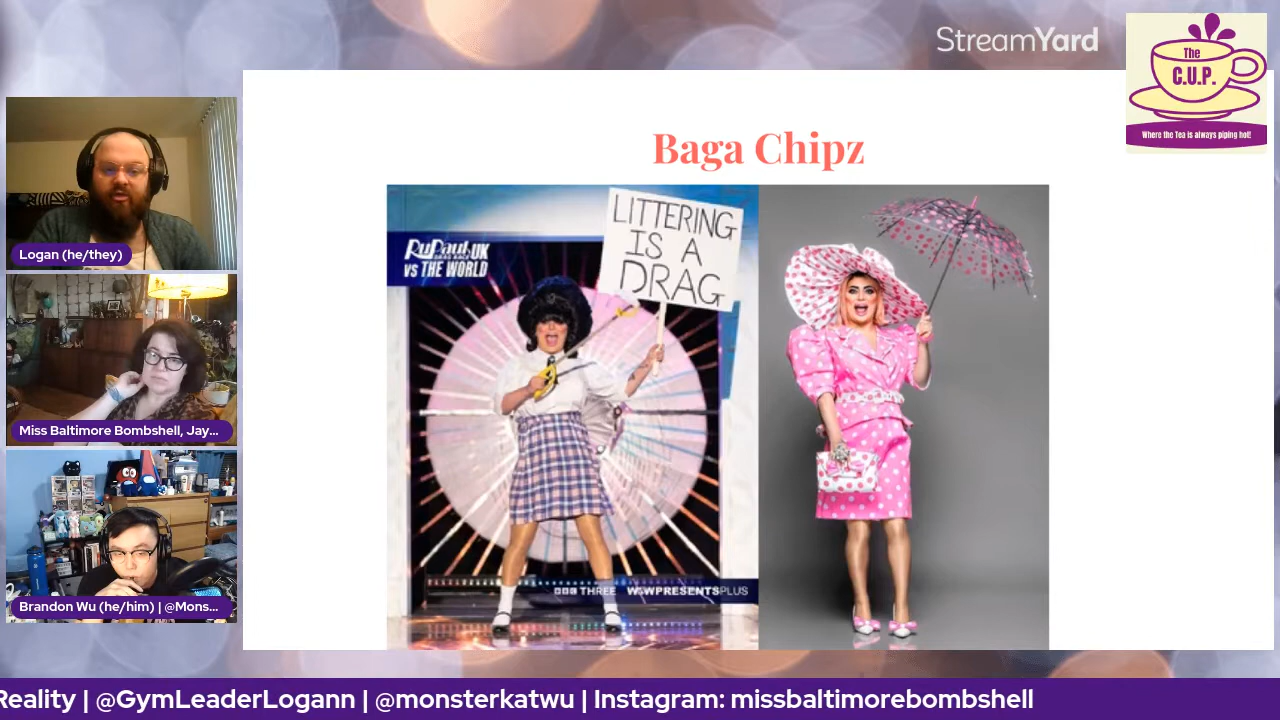 StreamYard
The
C.U.P.
Where the Tea is always piping hot!
Baga Chipz
LITTERING
IS A
DRAG
RuPaul's UK
DRAG RACE
vs THE WORLD
BBC THREE WOWPRESENTSPLUS
Logan (he/they)
Miss Baltimore Bombshell, Jay...
Brandon Wu (he/him) | @Mons...
Reality | @GymLeaderLogann | @monsterkatwu | Instagram: missbaltimorebombshell